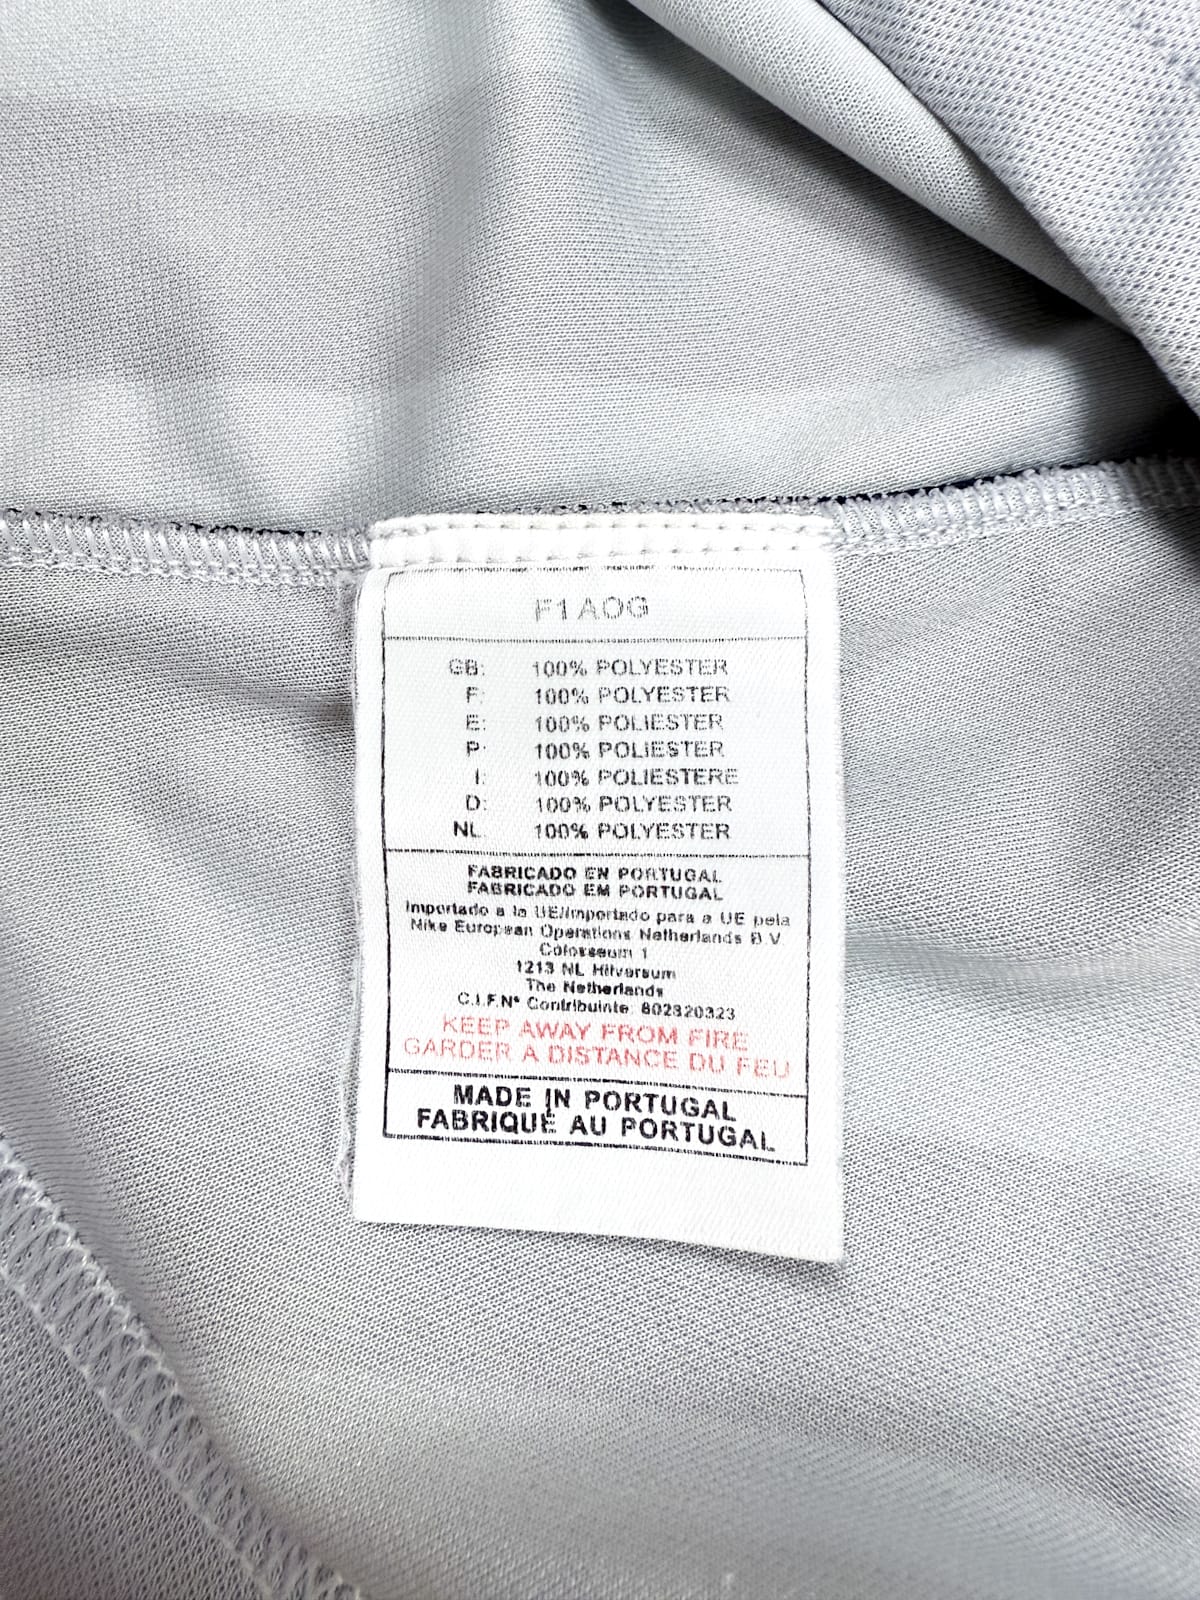 F1AOG
GB: 100% POLYESTER
F: 100% POLYESTER
E: 100% POLIESTER
P: 100% POLIESTER
I: 100% POLIESTERE
D: 100% POLYESTER
NL: 100% POLYESTER
FABRICADO EN PORTUGAL
FABRICADO EM PORTUGAL
Importado a la UE/Importado para a UE pela
Nike European Operations Netherlands B.V.
Colosseum 1
1213 NL Hilversum
The Netherlands
C.I.F.Nº Contribuinte: 802820323
KEEP AWAY FROM FIRE
GARDER A DISTANCE DU FEU
MADE IN PORTUGAL
FABRIQUÉ AU PORTUGAL